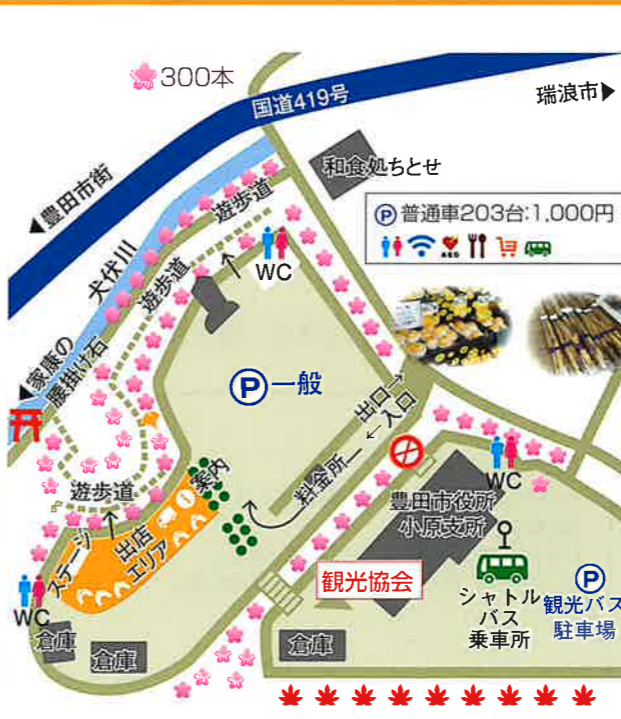 300本
国道419号
瑞浪市▶
◀豊田市街
和食処ちとせ
Ⓟ普通車203台:1,000円
AED
犬伏川
遊歩道
遊歩道
WC
◀家康の
腰掛け石
Ⓟ一般
出口→
←入口
料金所
遊歩道
案内
出店
エリア
ステージ
WC
豊田市役所
小原支所
WC
観光協会
シャトル
バス
乗車所
Ⓟ
観光バス
駐車場
倉庫
倉庫
倉庫